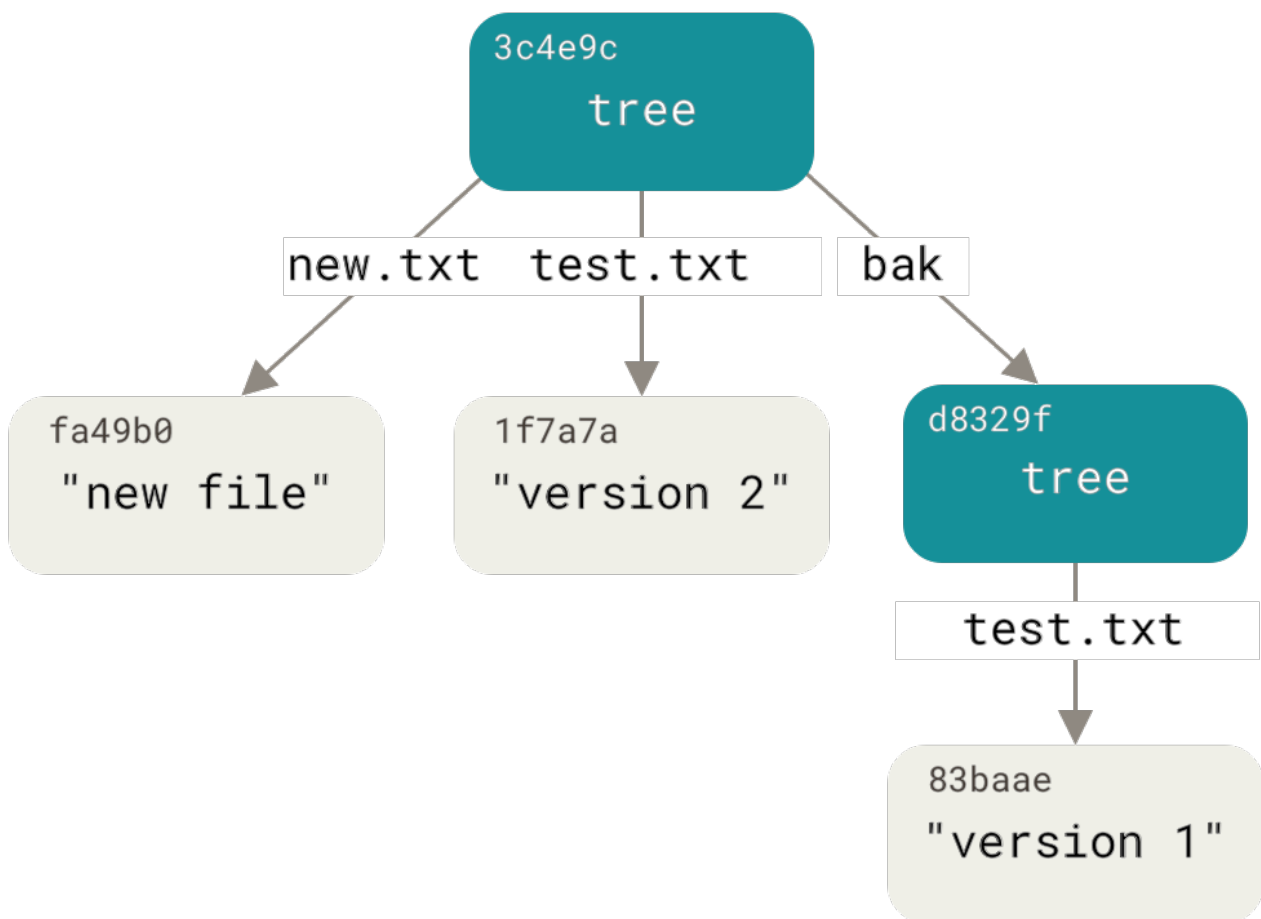 3c4e9c
tree
new.txt test.txt bak
fa49b0
"new file"
1f7a7a
"version 2"
d8329f
tree
test.txt
83baae
"version 1"